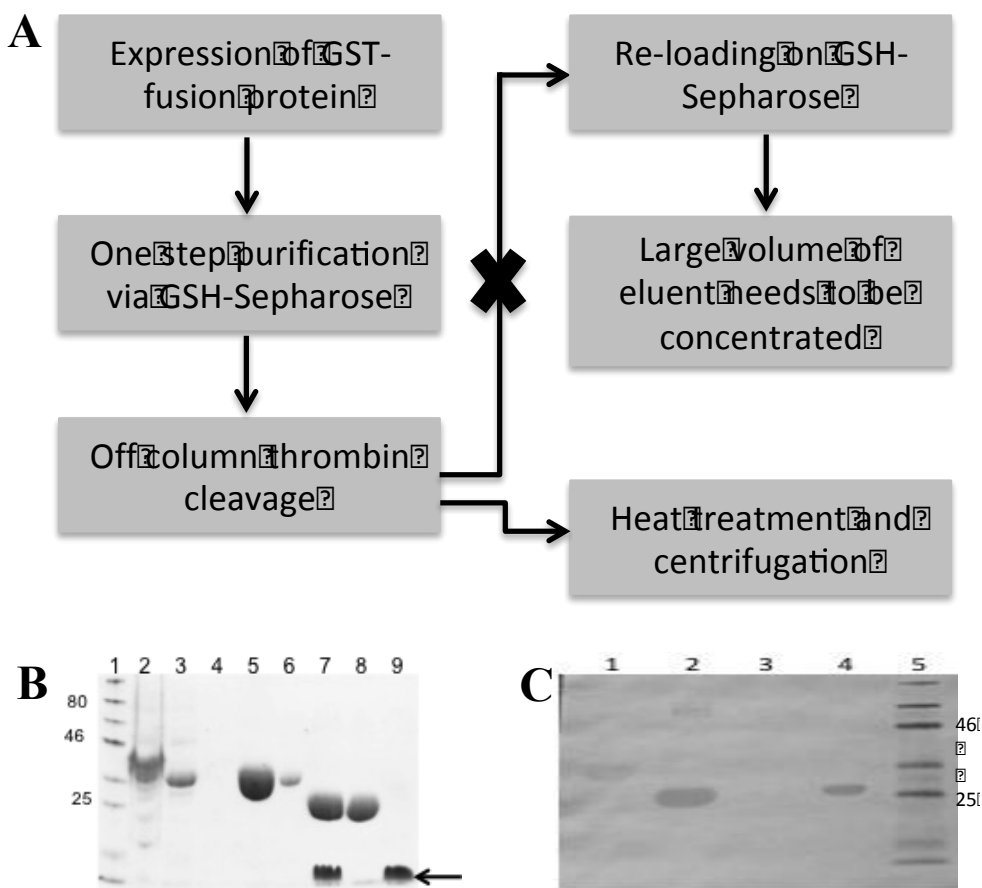 A
Expression⍰of⍰GST-
fusion⍰protein⍰
One⍰step⍰purification⍰
via⍰GSH-Sepharose⍰
Off⍰column⍰thrombin⍰
cleavage⍰
Re-loading⍰on⍰GSH-
Sepharose⍰
Large⍰volume⍰of⍰
eluent⍰needs⍰to⍰be⍰
concentrated⍰
Heat⍰treatment⍰and⍰
centrifugation⍰
B
1 2 3 4 5 6 7 8 9
80
46
25
C
1 2 3 4 5
46⍰
⍰
⍰
25⍰